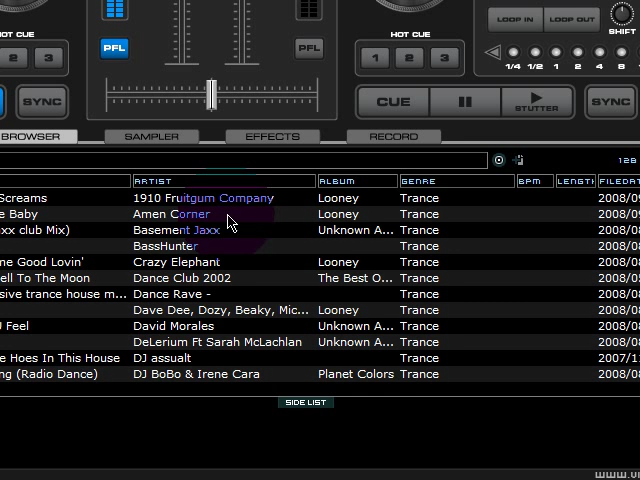 HOT CUE
HOT CUE
LOOP IN LOOP OUT
SHIFT
PFL
PFL
2 3
1 2 3
1/4 1/2 1 2 4 8
SYNC
CUE
STUTTER
SYNC
BROWSER SAMPLER EFFECTS RECORD
128
ARTIST ALBUM GENRE BPM LENGTH FILEDAT
Screams 1910 Fruitgum Company Looney Trance 2008/09
e Baby Amen Corner Looney Trance 2008/0
xx club Mix) Basement Jaxx Unknown A... Trance 2008/0
BassHunter Trance 2008/0
me Good Lovin' Crazy Elephant Looney Trance 2008/0
ell To The Moon Dance Club 2002 The Best O... Trance 2008/0
sive trance house m... Dance Rave - Trance 2008/0
Dave Dee, Dozy, Beaky, Mic... Looney Trance 2008/0
J Feel David Morales Unknown A... Trance 2008/0
DeLerium Ft Sarah McLachlan Unknown A... Trance 2008/0
e Hoes In This House DJ assualt Trance 2007/1
ng (Radio Dance) DJ BoBo & Irene Cara Planet Colors Trance 2008/0
SIDE LIST